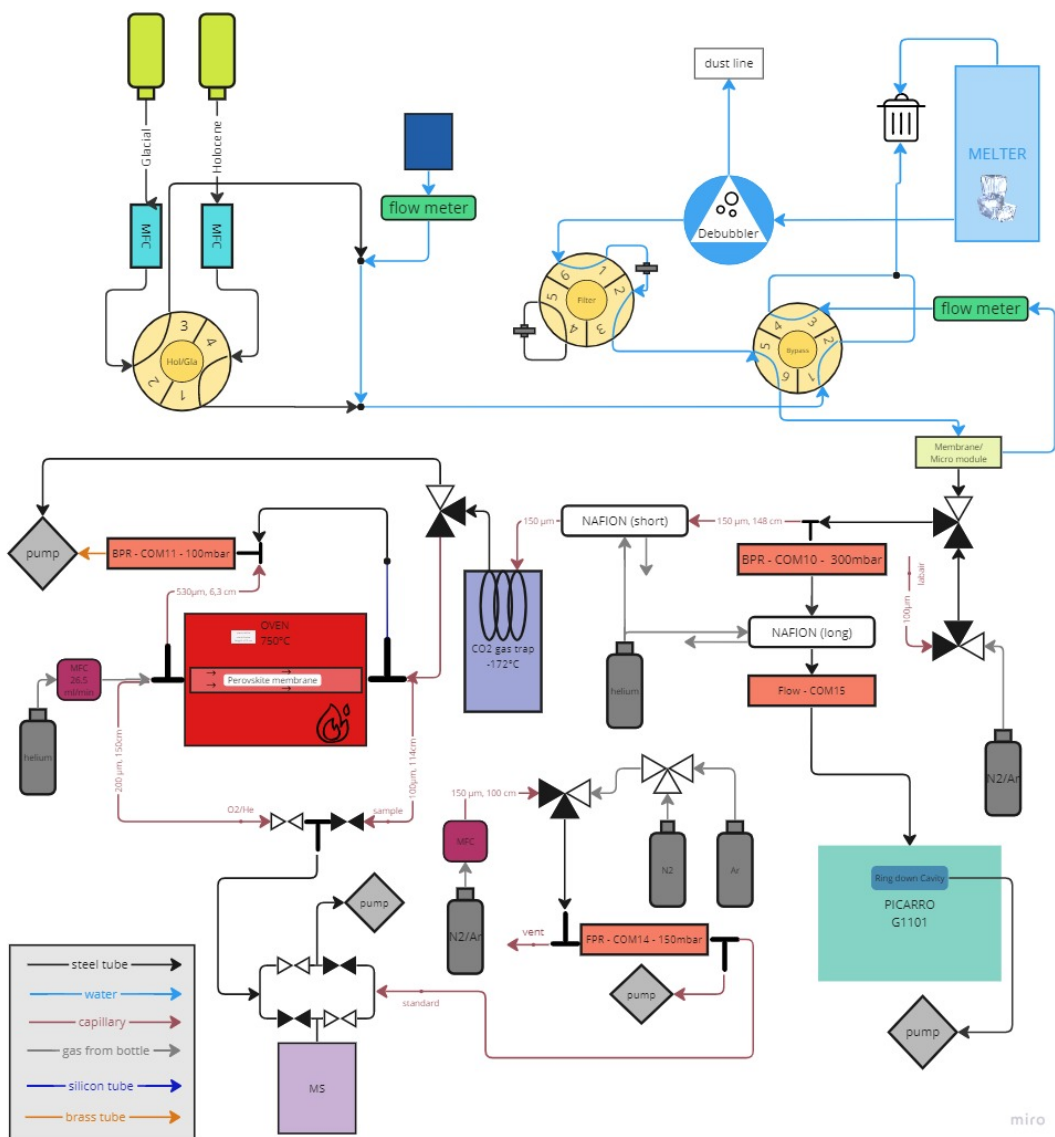 dust line
Glacial
Holocene
flow meter
MFC
MFC
Debbubler
MELTER
1
2
3
4
5
6
Filter
1
2
3
4
Hol/Gla
flow meter
1
2
3
4
5
6
Bypass
Membrane/
Micro module
pump
BPR - COM11 - 100mbar
150 µm
NAFION (short)
150 µm, 148 cm
BPR - COM10 - 300mbar
100µm
labair
530µm, 6,3 cm
OVEN
750°C
CO2 gas trap
-172°C
NAFION (long)
MFC
26.5
ml/min
Perovskite membrane
Flow - COM15
helium
helium
N2/Ar
200 µm, 150cm
100µm, 114cm
O2/He
sample
150 µm, 100 cm
MFC
N2
Ar
N2/Ar
Ring down Cavity
PICARRO
G1101
pump
vent
FPR - COM14 - 150mbar
pump
standard
pump
MS
steel tube
water
capillary
gas from bottle
silicon tube
brass tube
miro